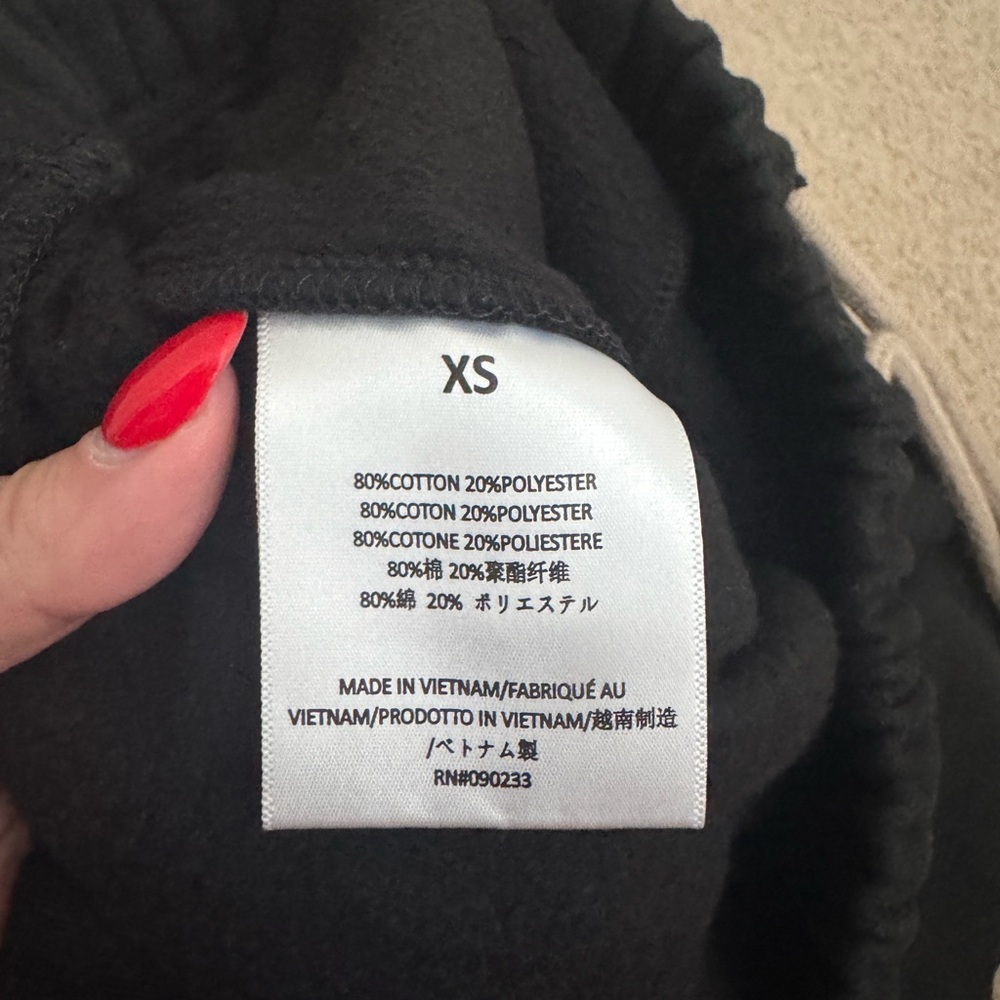 XS
80%COTTON 20%POLYESTER
80%COTON 20%POLYESTER
80%COTONE 20%POLIESTERE
80%棉 20%聚酯纤维
80%綿 20% ポリエステル
MADE IN VIETNAM/FABRIQUÉ AU
VIETNAM/PRODOTTO IN VIETNAM/越南制造
/ベトナム製
RN#090233